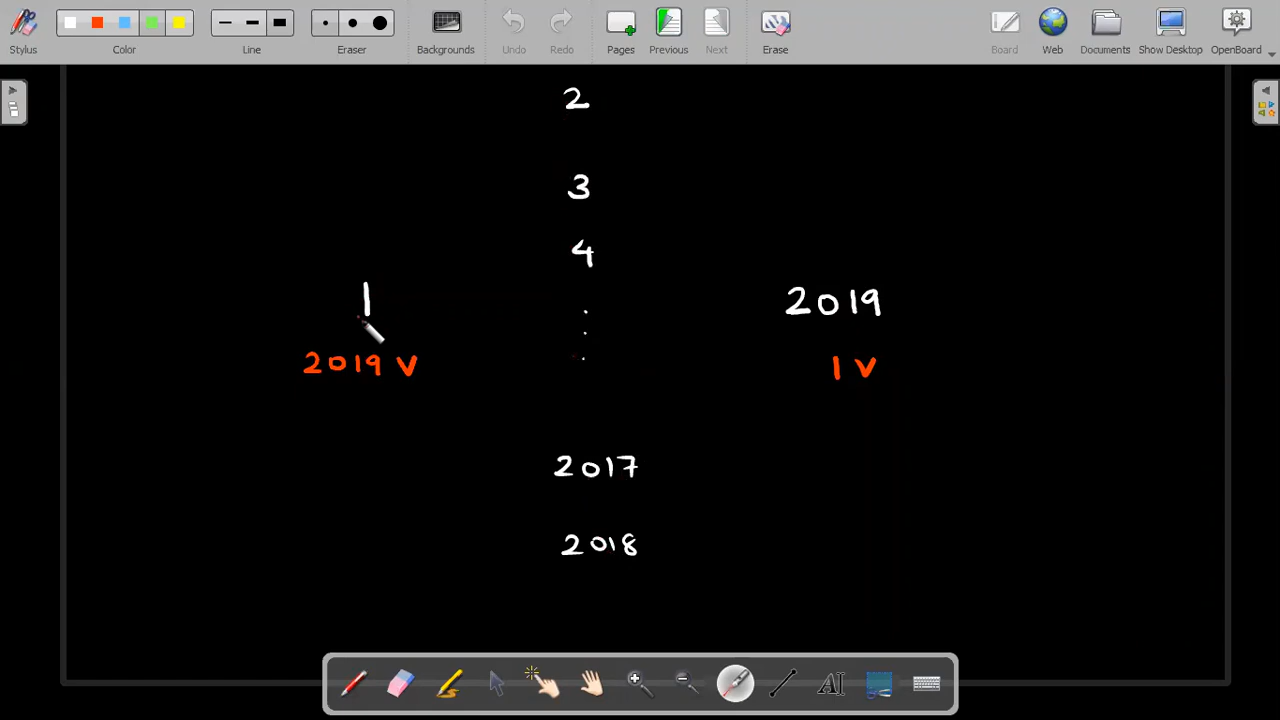 Stylus
Color
Line
Eraser
Backgrounds
Undo
Redo
Pages
Previous
Next
Erase
Board
Web
Documents
Show Desktop
OpenBoard
2
3
4
.
.
.
1
2019 V
2019
1 V
2017
2018
AI